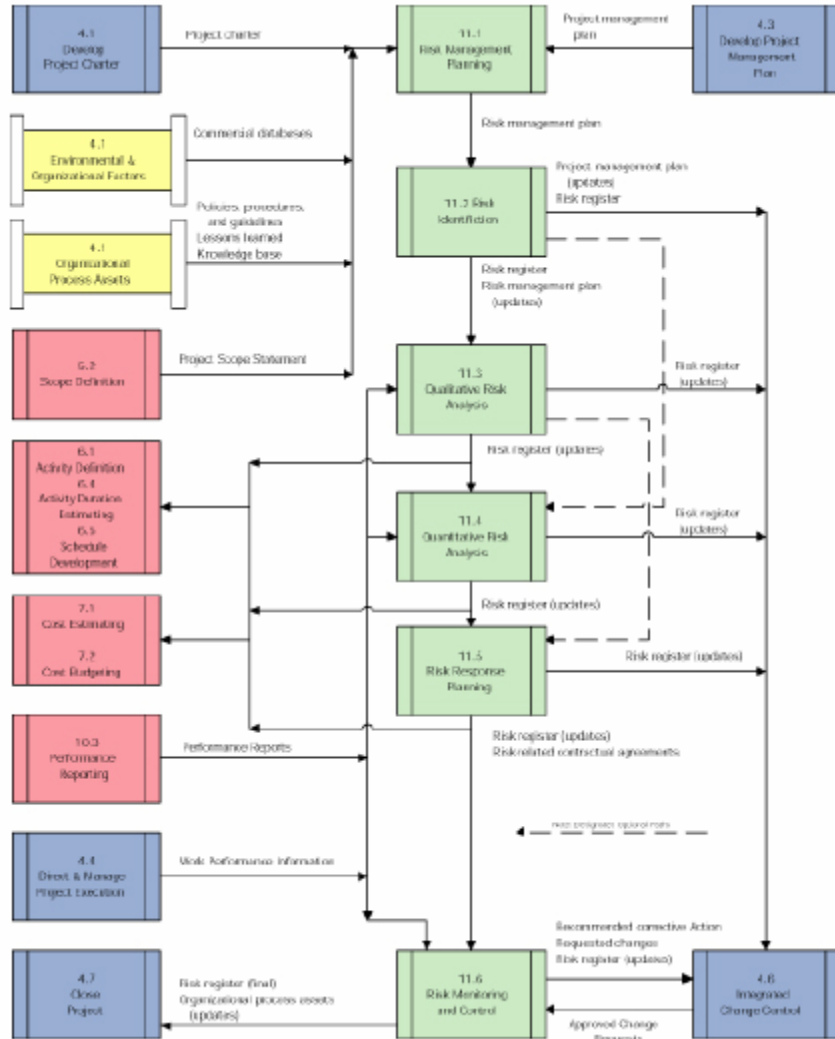 4.1
Develop
Project Charter
Project charter
11.1
Risk Management
Planning
Project management
plan
4.3
Develop Project
Management
Plan
Risk management plan
4.1
Environmental &
Organizational Factors
Commercial databases
4.1
Organizational
Process Assets
Policies, procedures,
and guidelines
Lessons learned
Knowledge base
11.2 Risk
Identifiction
Project management plan
(updates)
Risk register
Risk register
Risk management plan
(updates)
5.2
Scope Definition
Project Scope Statement
11.3
Qualitative Risk
Analysis
Risk register
(updates)
Risk register (updates)
6.1
Activity Definition
6.4
Activity Duration
Estimating
6.5
Schedule
Development
11.4
Quantitative Risk
Analysis
Risk register
(updates)
Risk register (updates)
7.1
Cost Estimating
7.2
Cost Budgeting
11.5
Risk Response
Planning
Risk register (updates)
Risk register (updates)
Risk related contractual agreements
10.3
Performance
Reporting
Performance Reports
Note: Designates Optional Paths
4.4
Direct & Manage
Project Execution
Work Performance Information
4.7
Close
Project
Risk register (final)
Organizational process assets
(updates)
11.6
Risk Monitoring
and Control
Recommended corrective Action
Requested changes
Risk register (updates)
Approved Change
4.6
Integrated
Change Control